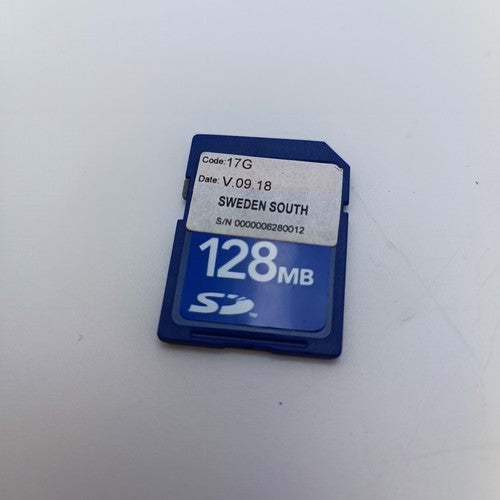 Code: 17G
Date: V.09.18
SWEDEN SOUTH
S/N 0000006280012
128MB
SD